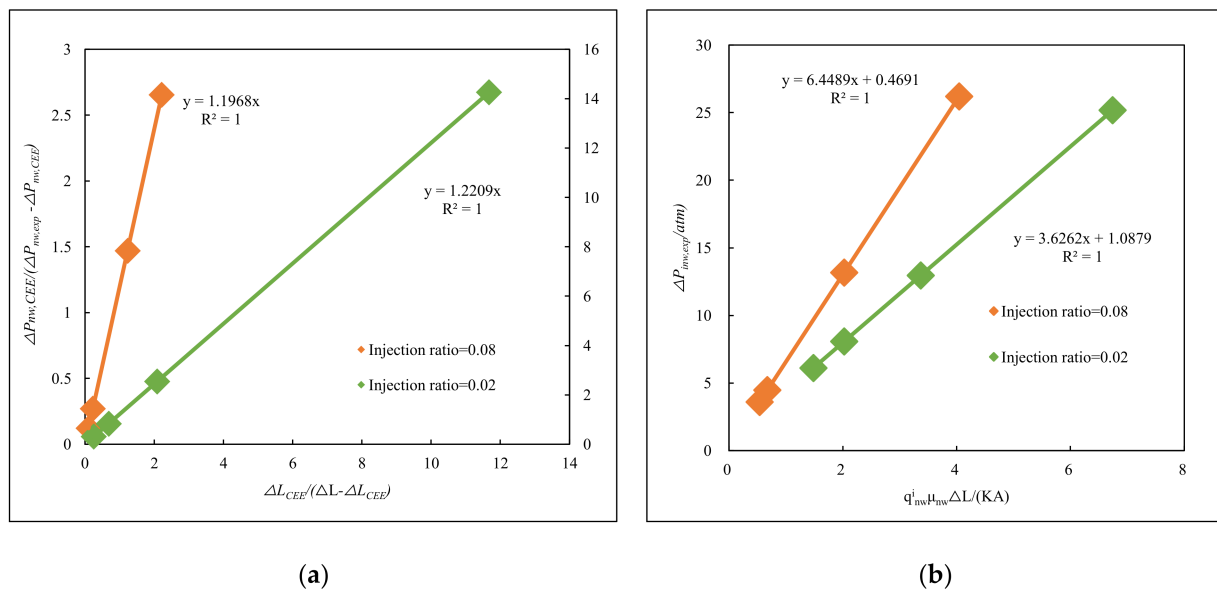 3
2.5
2
1.5
1
0.5
0
16
14
12
10
8
6
4
2
0
0 2 4 6 8 10 12 14
ΔPnw,CEE/(ΔPnw,exp -ΔPnw,CEE)
ΔLCEE/(△L-ΔLCEE)
y = 1.1968x
R² = 1
y = 1.2209x
R² = 1
Injection ratio=0.08
Injection ratio=0.02
(a)
30
25
20
15
10
5
0
0 2 4 6 8
ΔPinw,exp/atm)
qⁱnwμnw△L/(KA)
y = 6.4489x + 0.4691
R² = 1
y = 3.6262x + 1.0879
R² = 1
Injection ratio=0.08
Injection ratio=0.02
(b)